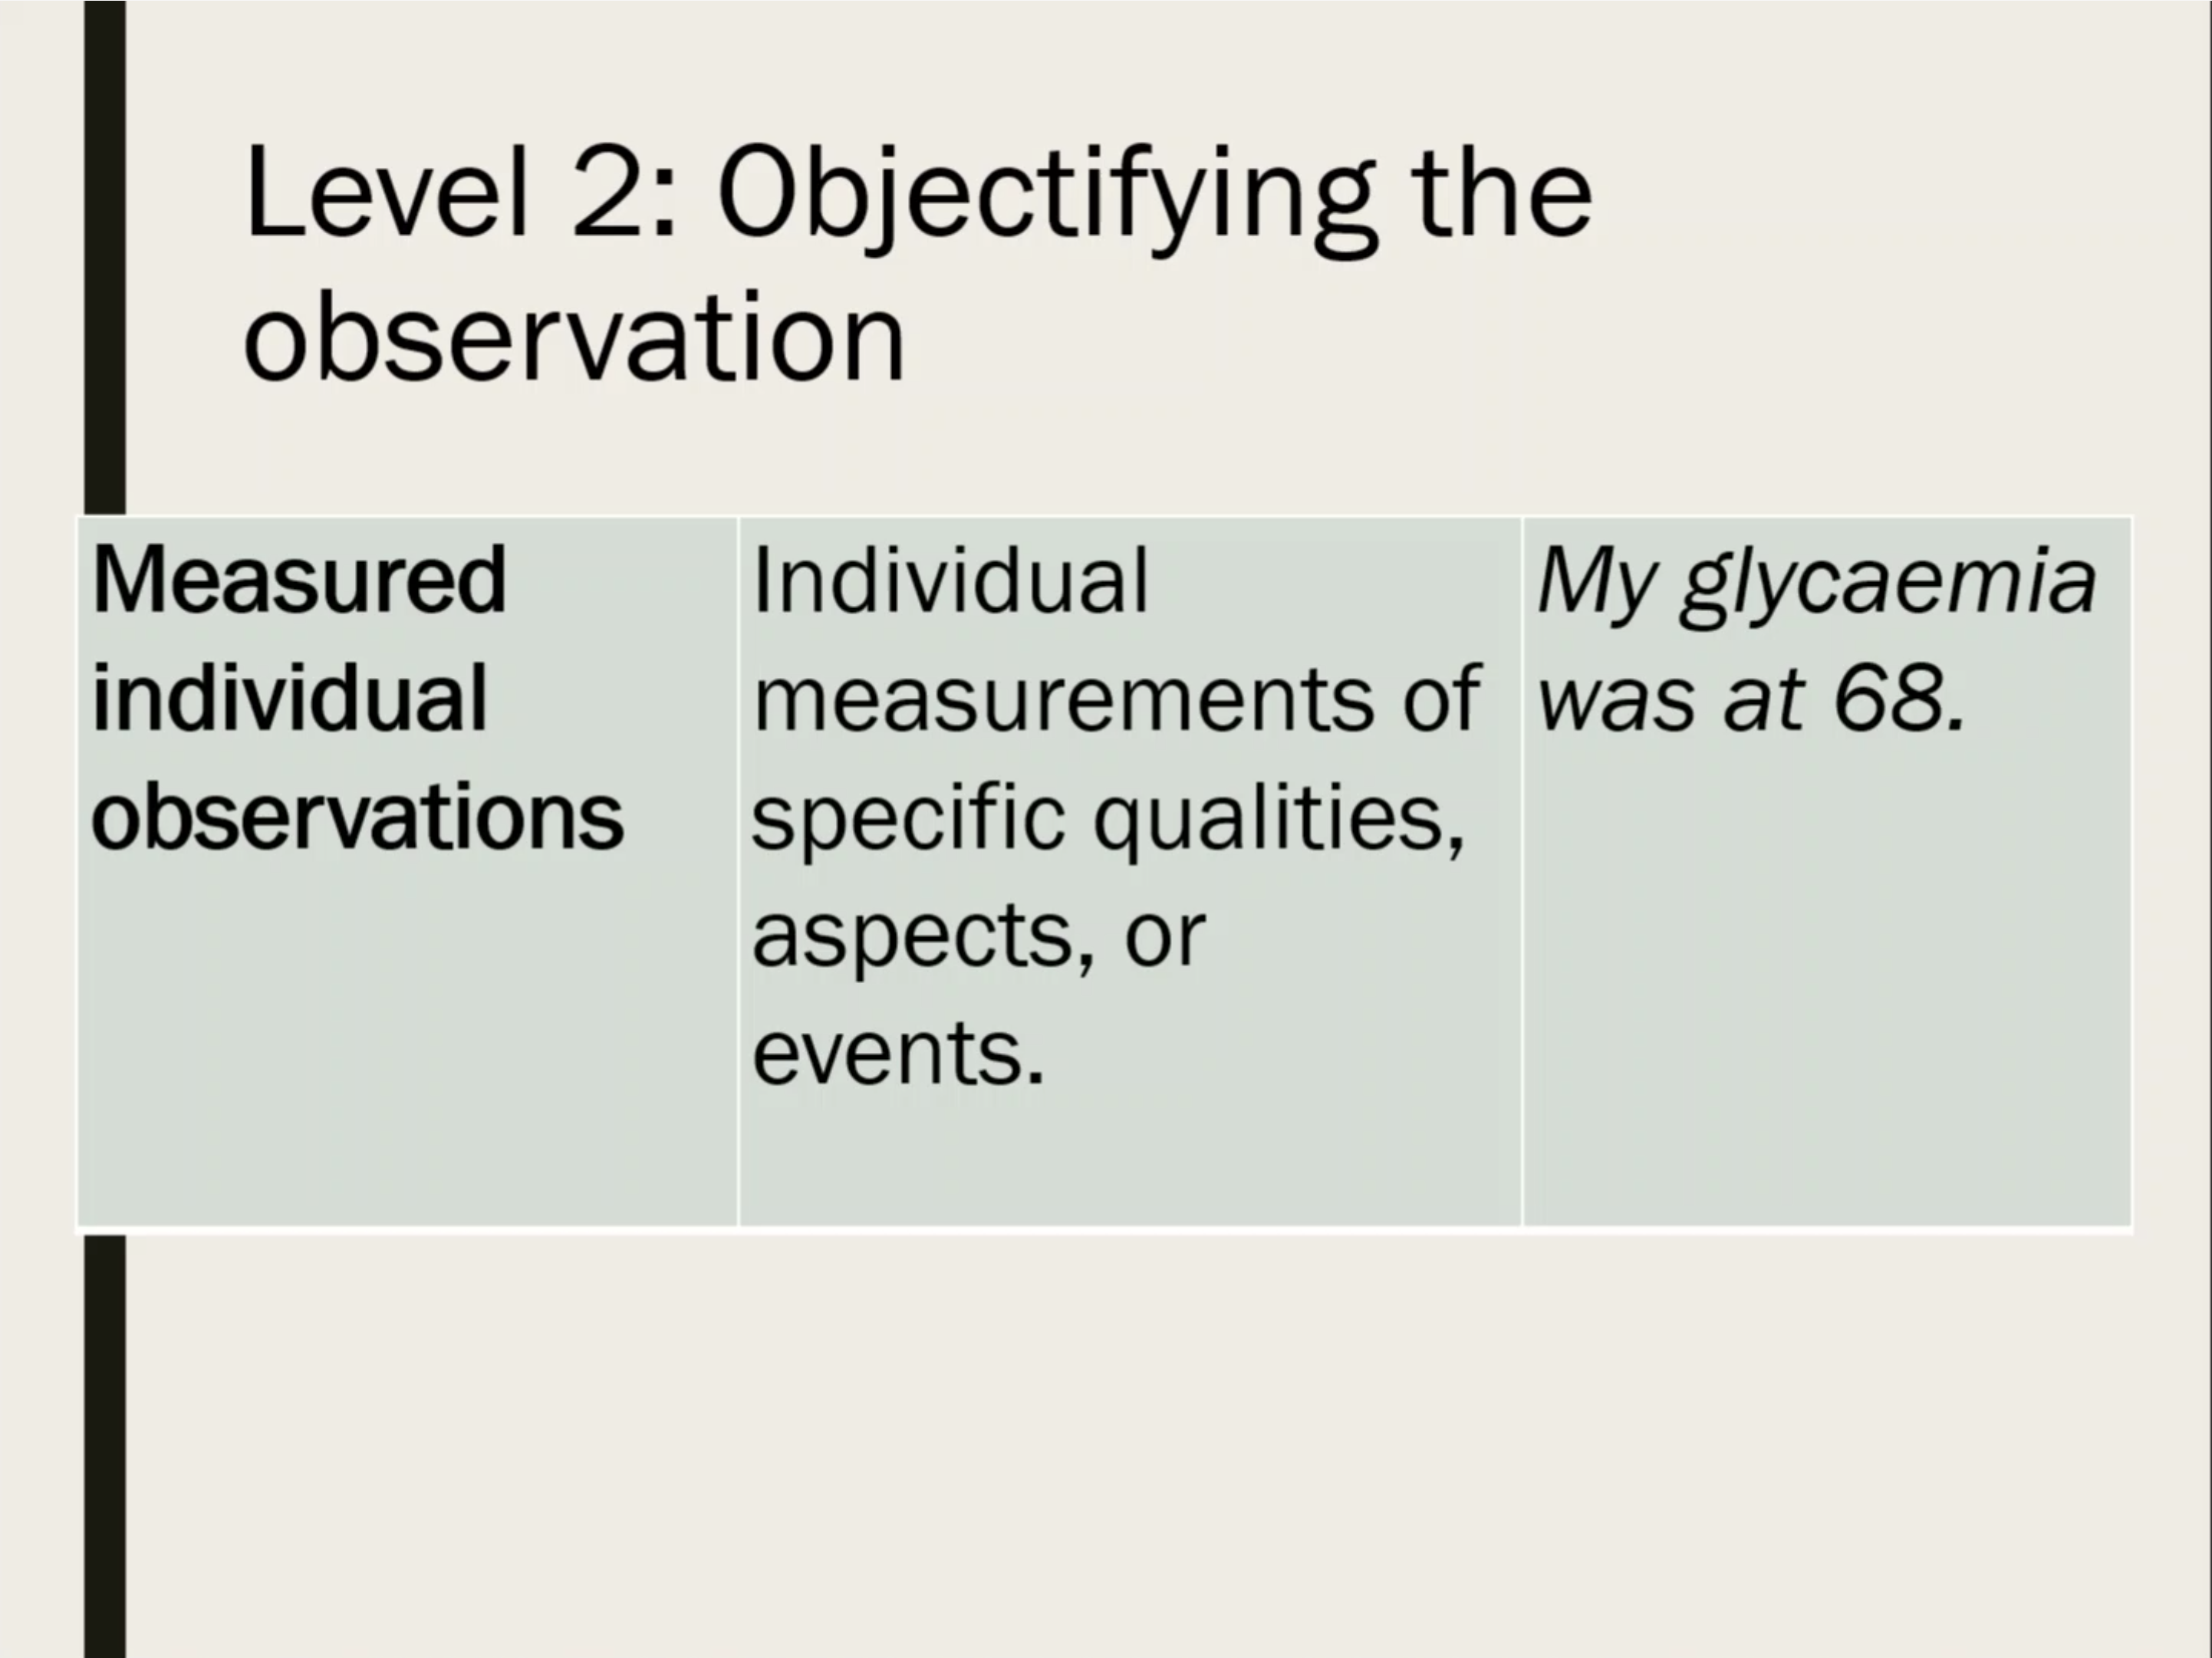 Level 2: Objectifying the
observation
Measured
individual
observations
Individual
measurements of
specific qualities,
aspects, or
events.
My glycaemia
was at 68.